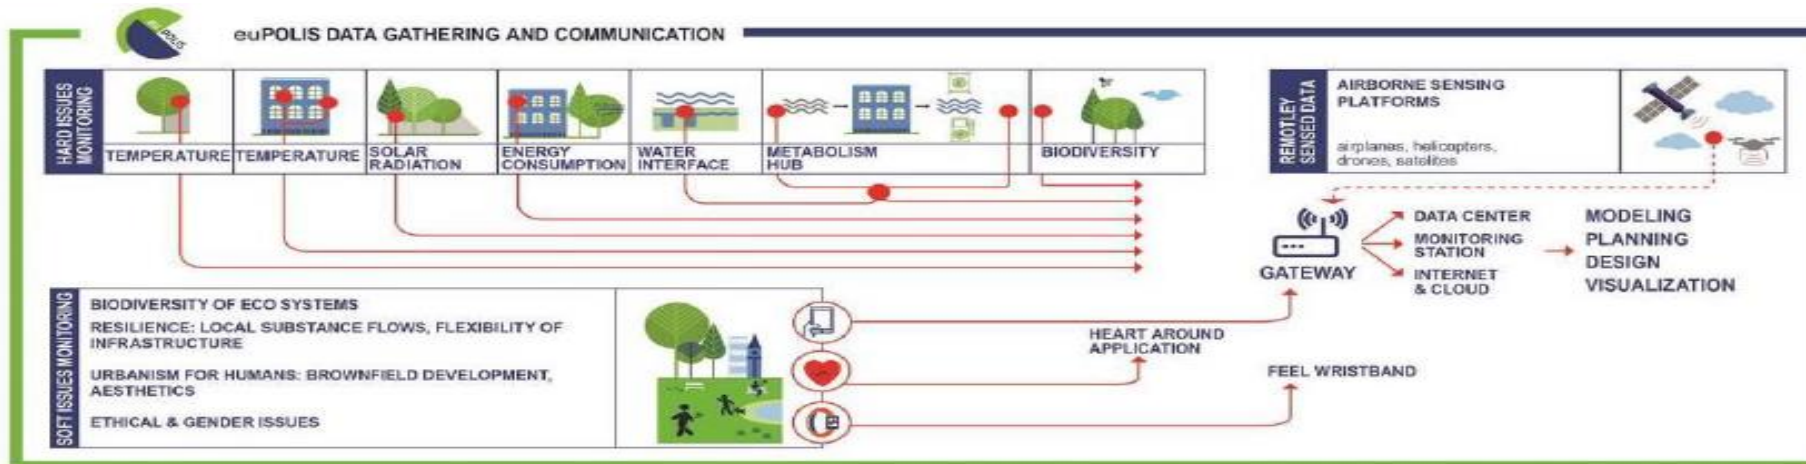 POLIS
euPOLIS DATA GATHERING AND COMMUNICATION
HARD ISSUES
MONITORING
TEMPERATURE
TEMPERATURE
SOLAR
RADIATION
ENERGY
CONSUMPTION
WATER
INTERFACE
METABOLISM
HUB
BIODIVERSITY
REMOTLEY
SENSED DATA
AIRBORNE SENSING
PLATFORMS
airplanes, helicopters,
drones, satelites
GATEWAY
DATA CENTER
MONITORING
STATION
INTERNET
& CLOUD
MODELING
PLANNING
DESIGN
VISUALIZATION
SOFT ISSUES MONITORING
BIODIVERSITY OF ECO SYSTEMS
RESILIENCE: LOCAL SUBSTANCE FLOWS, FLEXIBILITY OF
INFRASTRUCTURE
URBANISM FOR HUMANS: BROWNFIELD DEVELOPMENT,
AESTHETICS
ETHICAL & GENDER ISSUES
HEART AROUND
APPLICATION
FEEL WRISTBAND